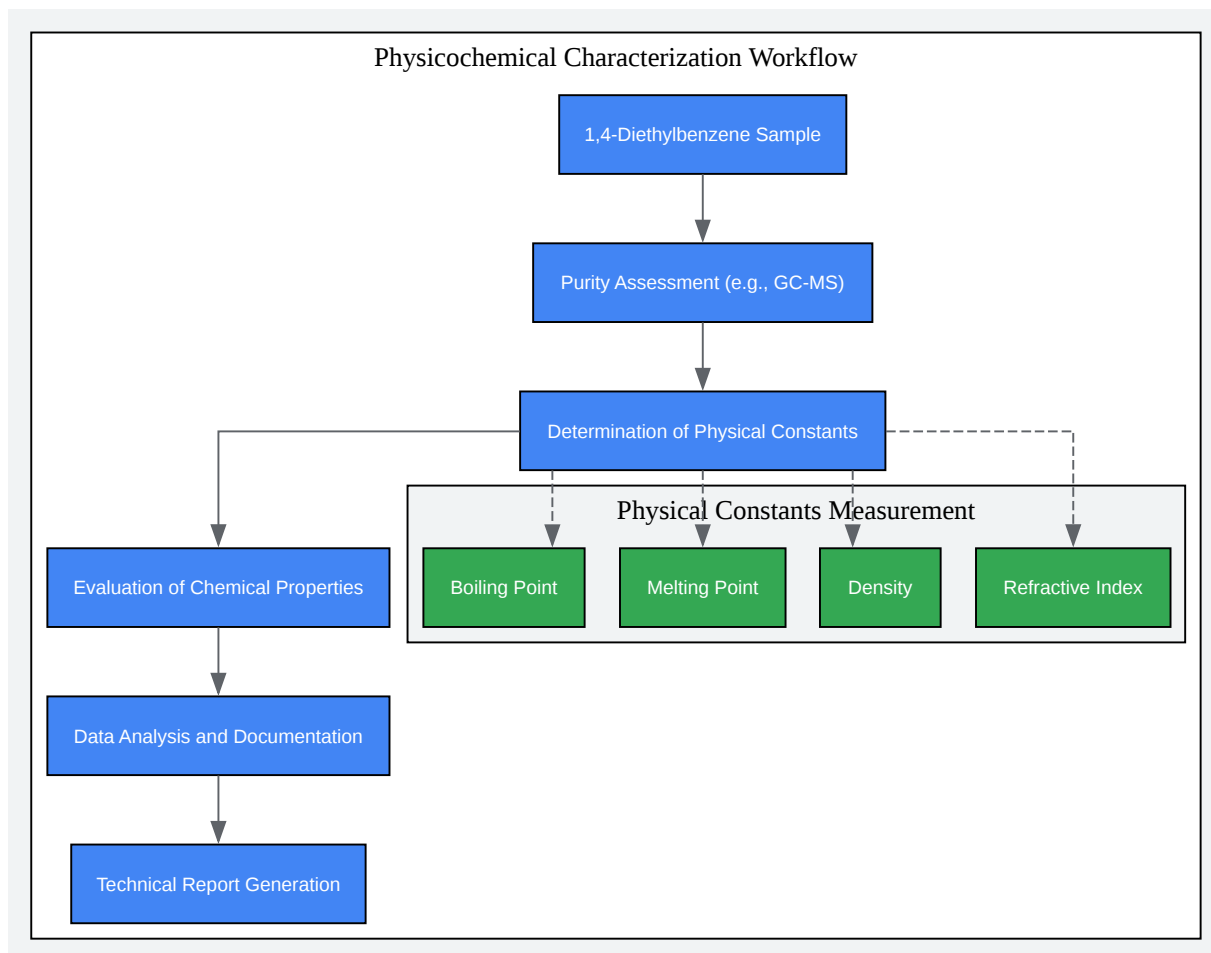 Physicochemical Characterization Workflow
1,4-Diethylbenzene Sample
Purity Assessment (e.g., GC-MS)
Determination of Physical Constants
Physical Constants Measurement
Evaluation of Chemical Properties
Boiling Point
Melting Point
Density
Refractive Index
Data Analysis and Documentation
Technical Report Generation